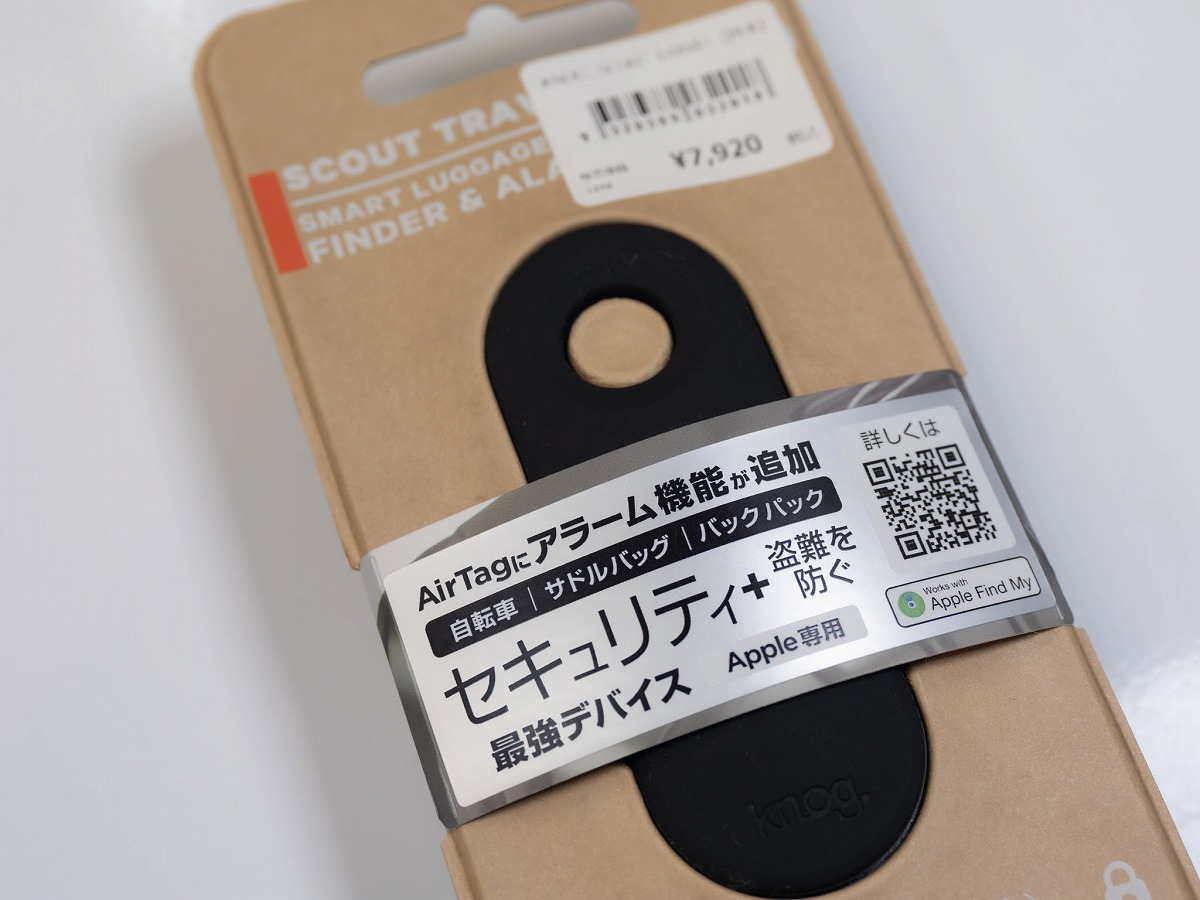 SCOUT TRAV
SMART LUGGAGE
FINDER & ALA
¥7,920
AirTagにアラーム機能が追加
自転車 | サドルバッグ | バックパック
セキュリティ+
盗難を
防ぐ
最強デバイス
Apple専用
詳しくは
Works with
Apple Find My
knog.